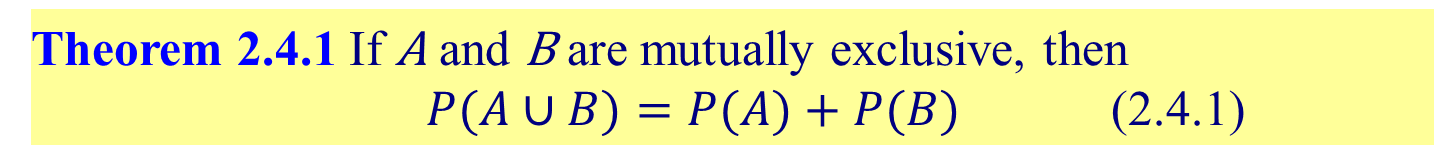 Theorem 2.4.1 If A and B are mutually exclusive, then
P(A ∪ B) = P(A) + P(B) (2.4.1)